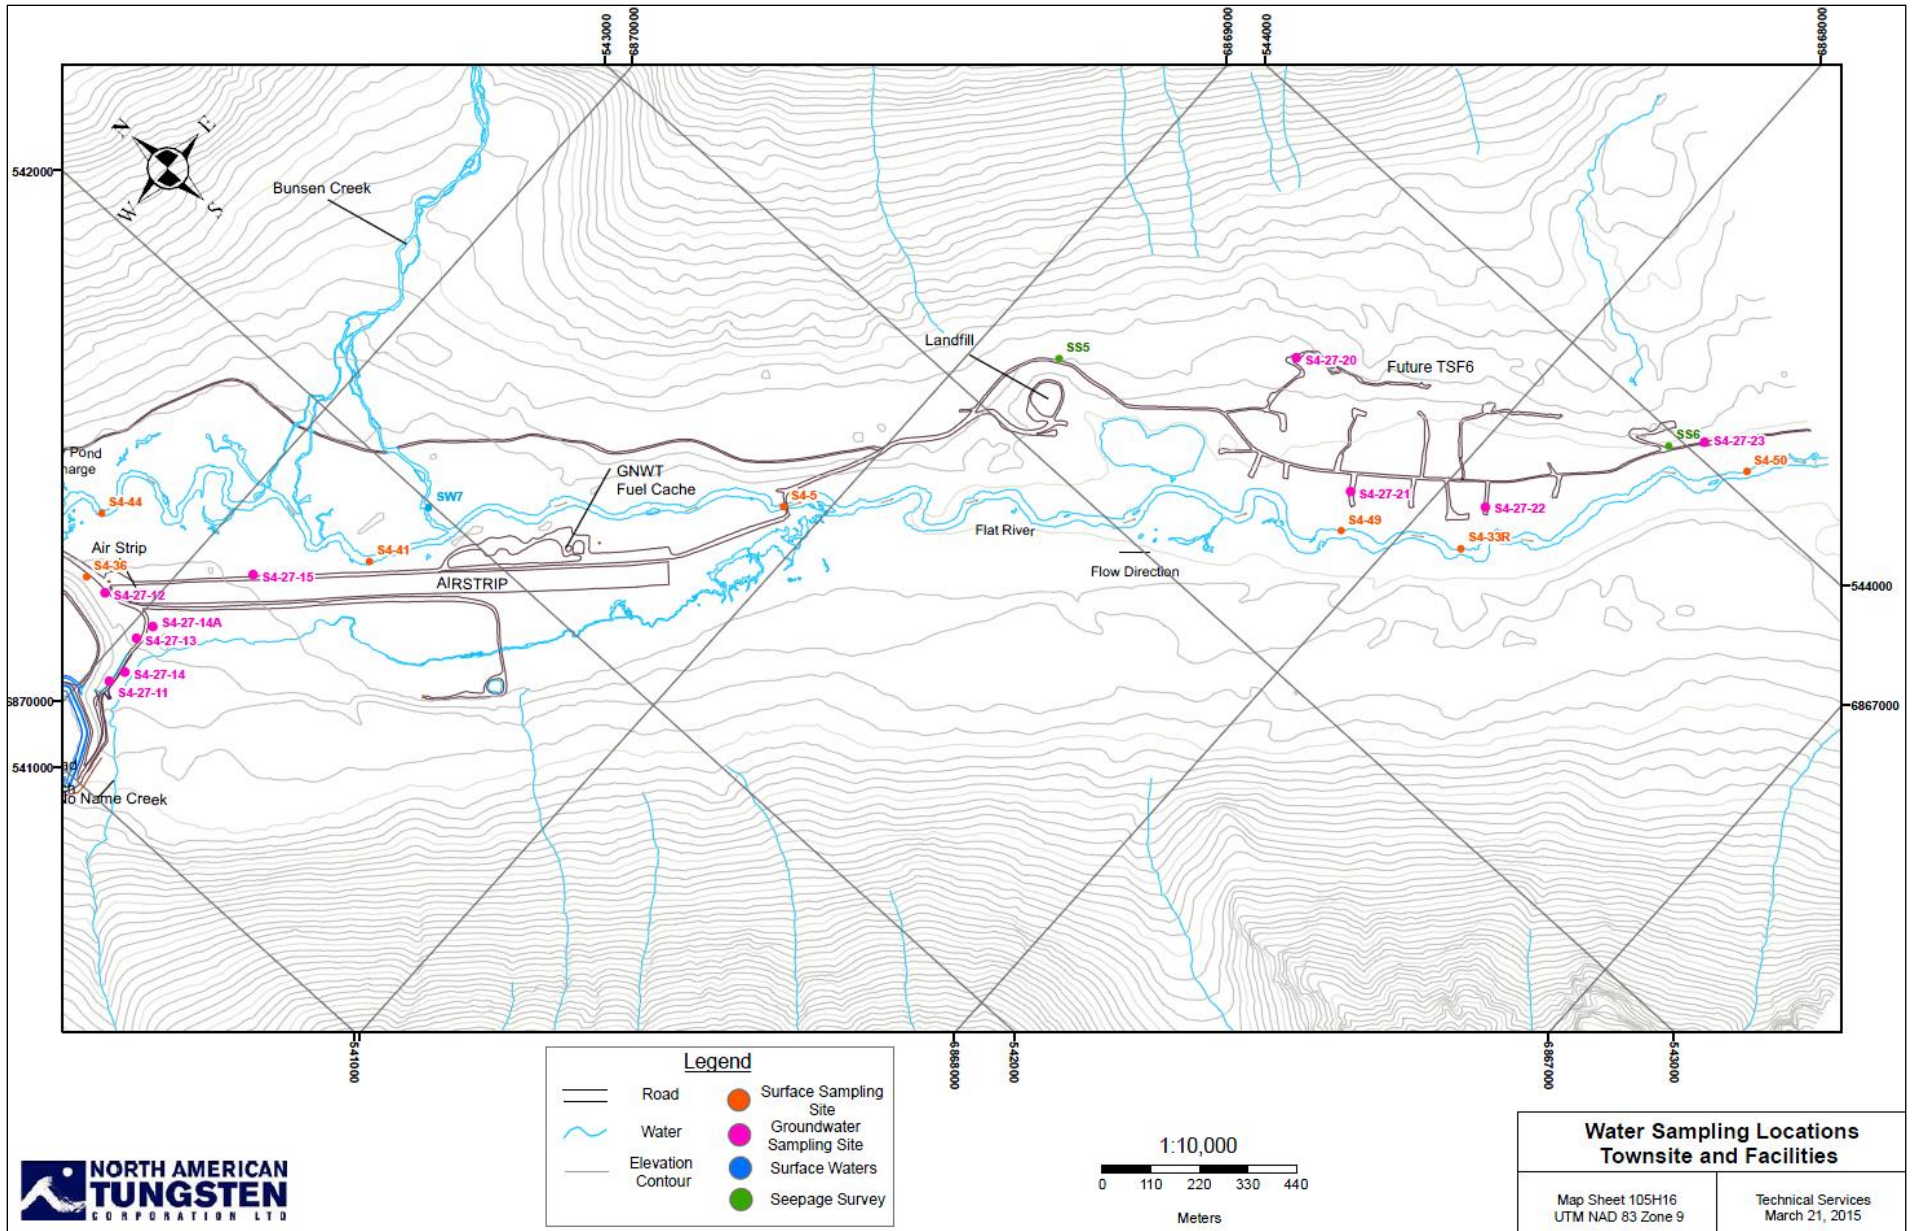 543000
6870000
6869000
544000
6868000
N
E
W
S
542000
Bunsen Creek
Landfill
SS5
S4-27-20
Future TSF6
Pond
harge
GNWT
Fuel Cache
SW7
S4-5
S4-44
SS6
S4-27-23
S4-50
S4-27-21
S4-27-22
S4-49
S4-33R
Flat River
Flow Direction
Air Strip
S4-41
S4-36
S4-27-15
AIRSTRIP
S4-27-12
544000
S4-27-14A
S4-27-13
S4-27-14
S4-27-11
6870000
6867000
541000
No Name Creek
541000
6868000
542000
6867000
543000
Legend
Road
Water
Elevation
Contour
Surface Sampling
Site
Groundwater
Sampling Site
Surface Waters
Seepage Survey
1:10,000
0 110 220 330 440
Meters
NORTH AMERICAN
TUNGSTEN
CORPORATION LTD
Water Sampling Locations
Townsite and Facilities
Map Sheet 105H16
UTM NAD 83 Zone 9
Technical Services
March 21, 2015